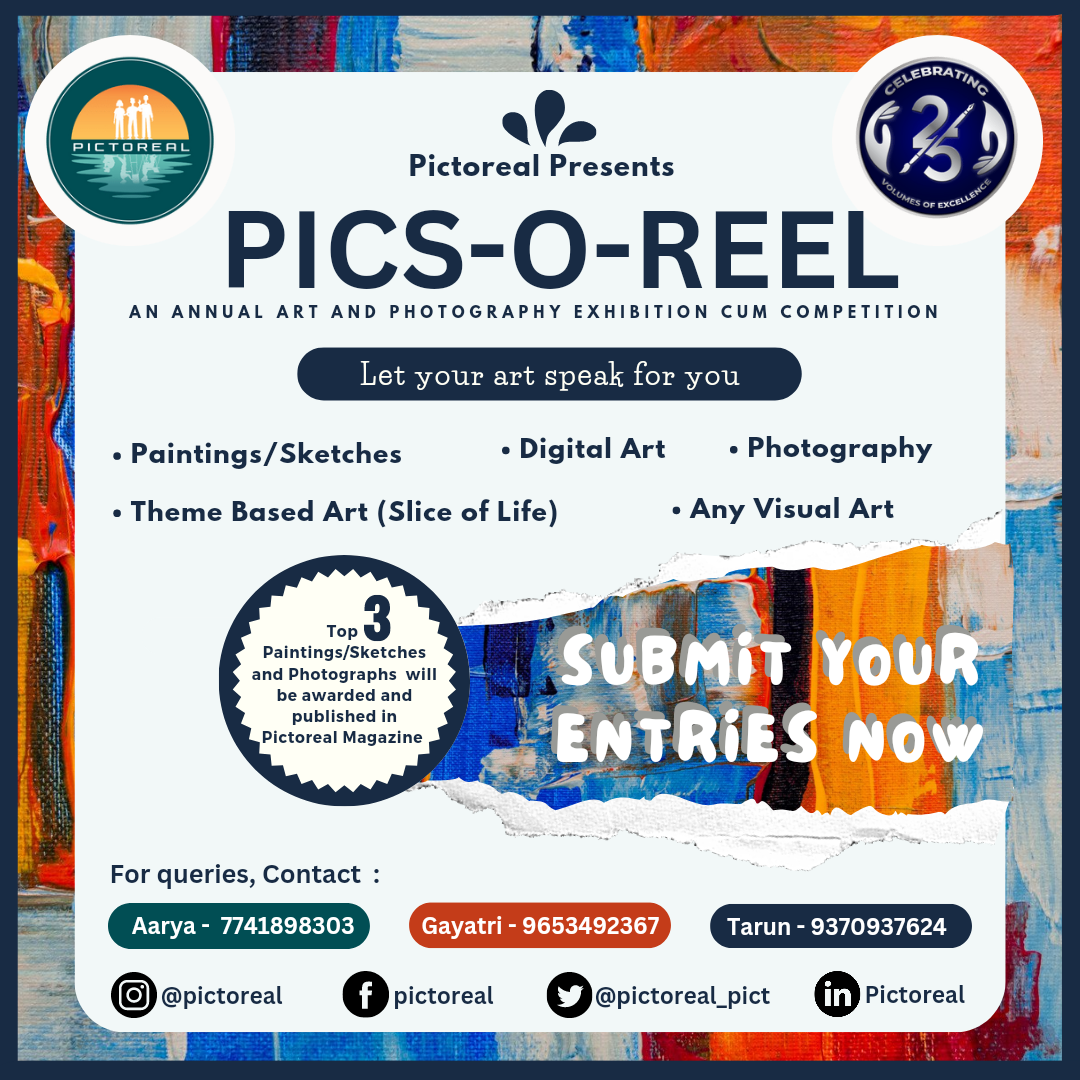 PICTOREAL
CELEBRATING
25
VOLUMES OF EXCELLENCE
Pictoreal Presents
PICS-O-REEL
AN ANNUAL ART AND PHOTOGRAPHY EXHIBITION CUM COMPETITION
Let your art speak for you
• Paintings/Sketches
• Digital Art
• Photography
• Theme Based Art (Slice of Life)
• Any Visual Art
Top 3
Paintings/Sketches
and Photographs will
be awarded and
published in
Pictoreal Magazine
SUBMiT YOUR
ENTRiES NOW
For queries, Contact :
Aarya - 7741898303
Gayatri - 9653492367
Tarun - 9370937624
@pictoreal
pictoreal
@pictoreal_pict
Pictoreal